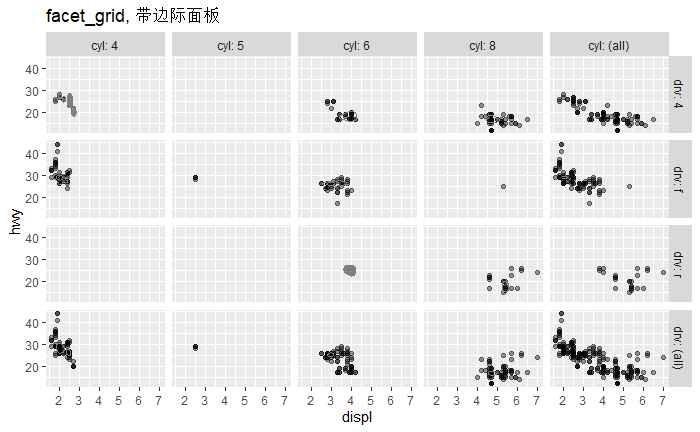 facet_grid, 带边际面板
cyl: 4 cyl: 5 cyl: 6 cyl: 8 cyl: (all)
40
30
20
drv: 4
40
30
20
drv: f
hwy
40
30
20
drv: r
40
30
20
drv: (all)
2 3 4 5 6 7 2 3 4 5 6 7 2 3 4 5 6 7 2 3 4 5 6 7 2 3 4 5 6 7
displ